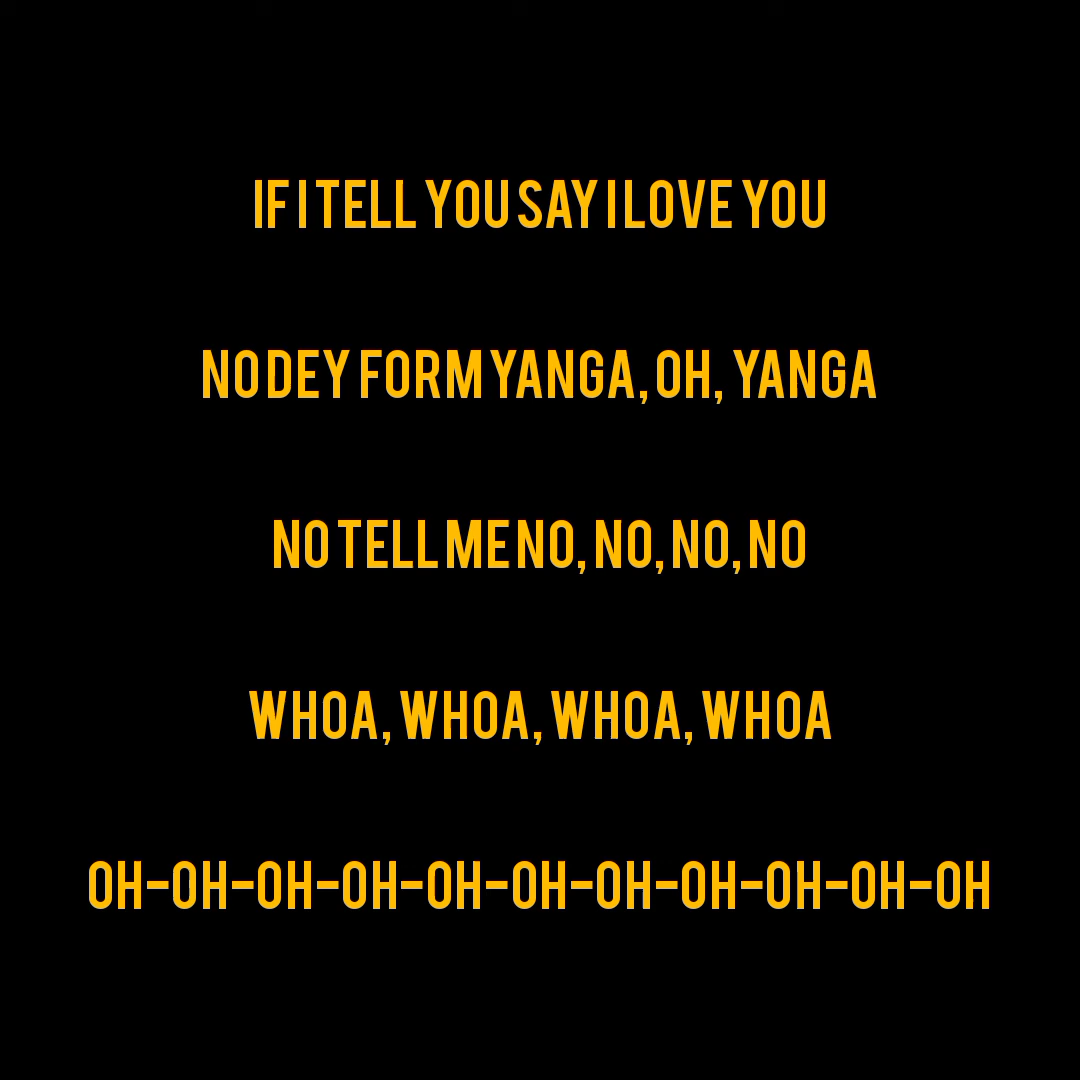 IF I TELL YOU SAY I LOVE YOU
NO DEY FORM YANGA, OH, YANGA
NO TELL ME NO, NO, NO, NO
WHOA, WHOA, WHOA, WHOA
OH-OH-OH-OH-OH-OH-OH-OH-OH-OH-OH